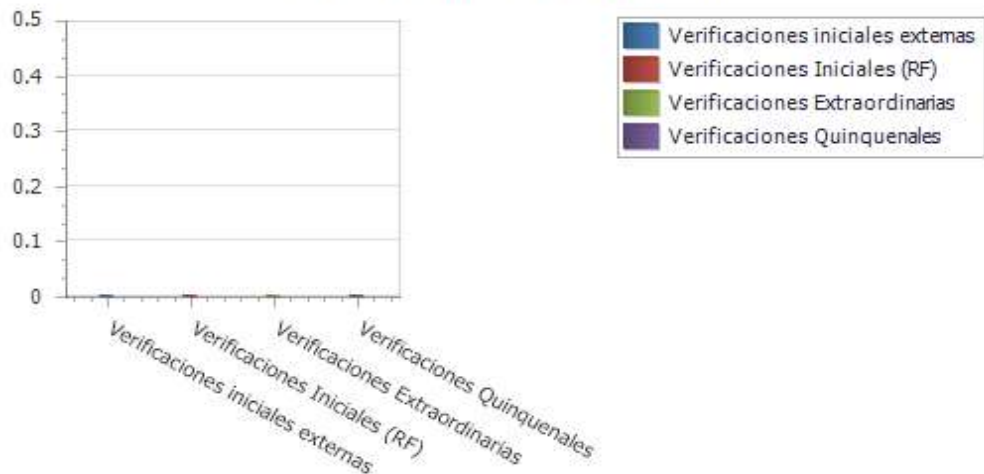 0.5
0.4
0.3
0.2
0.1
0
Verificaciones iniciales externas
Verificaciones Iniciales (RF)
Verificaciones Extraordinarias
Verificaciones Quinquenales
Verificaciones iniciales externas
Verificaciones Iniciales (RF)
Verificaciones Extraordinarias
Verificaciones Quinquenales